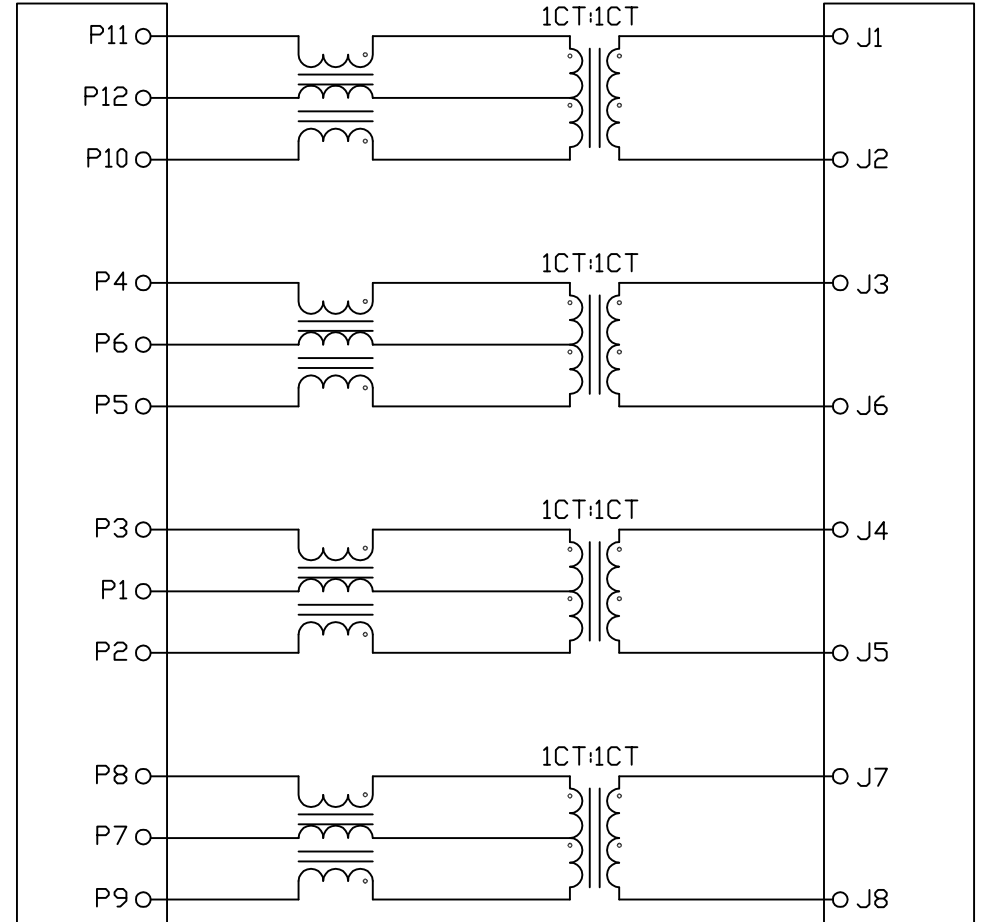 1CT:1CT
P11 J1
P12
P10 J2
1CT:1CT
P4 J3
P6
P5 J6
1CT:1CT
P3 J4
P1
P2 J5
1CT:1CT
P8 J7
P7
P9 J8